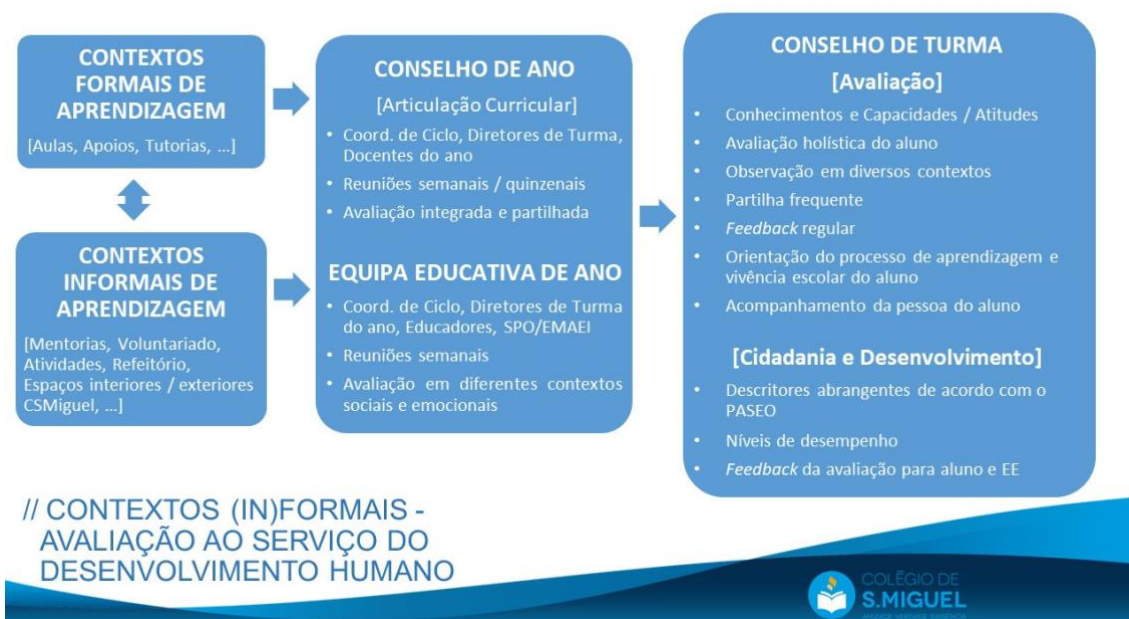 CONTEXTOS
FORMAIS DE
APRENDIZAGEM
[Aulas, Apoios, Tutorias, ...]
CONTEXTOS
INFORMAIS DE
APRENDIZAGEM
[Mentorias, Voluntariado,
Atividades, Refeitório,
Espaços interiores / exteriores
CSMiguel, ...]
CONSELHO DE ANO
[Articulação Curricular]
• Coord. de Ciclo, Diretores de Turma,
Docentes do ano
• Reuniões semanais / quinzenais
• Avaliação integrada e partilhada
EQUIPA EDUCATIVA DE ANO
• Coord. de Ciclo, Diretores de Turma
do ano, Educadores, SPO/EMAEI
• Reuniões semanais
• Avaliação em diferentes contextos
sociais e emocionais
CONSELHO DE TURMA
[Avaliação]
• Conhecimentos e Capacidades / Atitudes
• Avaliação holística do aluno
• Observação em diversos contextos
• Partilha frequente
• Feedback regular
• Orientação do processo de aprendizagem e
vivência escolar do aluno
• Acompanhamento da pessoa do aluno
[Cidadania e Desenvolvimento]
• Descritores abrangentes de acordo com o
PASEO
• Níveis de desempenho
• Feedback da avaliação para aluno e EE
// CONTEXTOS (IN)FORMAIS -
AVALIAÇÃO AO SERVIÇO DO
DESENVOLVIMENTO HUMANO
COLÉGIO DE
S.MIGUEL